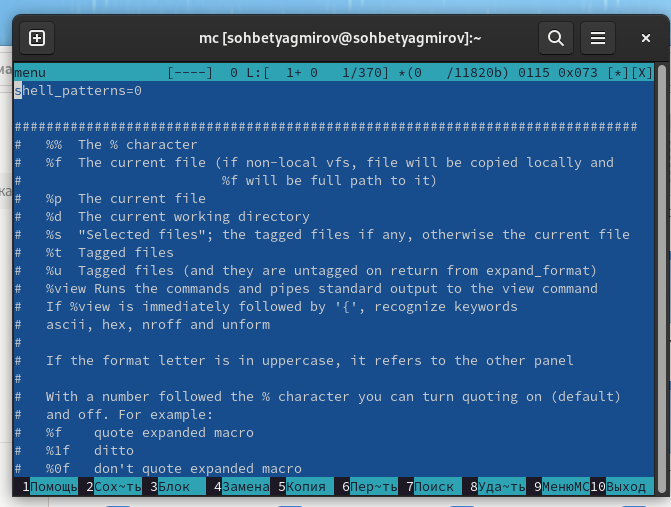 mc [sohbetyagmirov@sohbetyagmirov]:~
menu [----] 0 L:[ 1+ 0 1/370] *(0 /11820b) 0115 0x073 [*][X]
shell_patterns=0
###############################################################################
# %% The % character
# %f The current file (if non-local vfs, file will be copied locally and
# %f will be full path to it)
# %p The current file
# %d The current working directory
# %s "Selected files"; the tagged files if any, otherwise the current file
# %t Tagged files
# %u Tagged files (and they are untagged on return from expand_format)
# %view Runs the commands and pipes standard output to the view command
# If %view is immediately followed by '{', recognize keywords
# ascii, hex, nroff and unform
#
# If the format letter is in uppercase, it refers to the other panel
#
# With a number followed the % character you can turn quoting on (default)
# and off. For example:
# %f quote expanded macro
# %1f ditto
# %0f don't quote expanded macro
1Помощь 2Сох~ть 3Блок 4Замена 5Копия 6Пер~ть 7Поиск 8Уда~ть 9МенюMC 10Выход